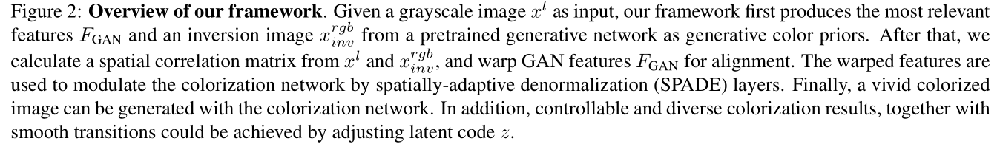 Figure 2: Overview of our framework. Given a grayscale image $x^l$ as input, our framework first produces the most relevant
features $F_{\text{GAN}}$ and an inversion image $x_{inv}^{rgb}$ from a pretrained generative network as generative color priors. After that, we
calculate a spatial correlation matrix from $x^l$ and $x_{inv}^{rgb}$, and warp GAN features $F_{\text{GAN}}$ for alignment. The warped features are
used to modulate the colorization network by spatially-adaptive denormalization (SPADE) layers. Finally, a vivid colorized
image can be generated with the colorization network. In addition, controllable and diverse colorization results, together with
smooth transitions could be achieved by adjusting latent code $z$.